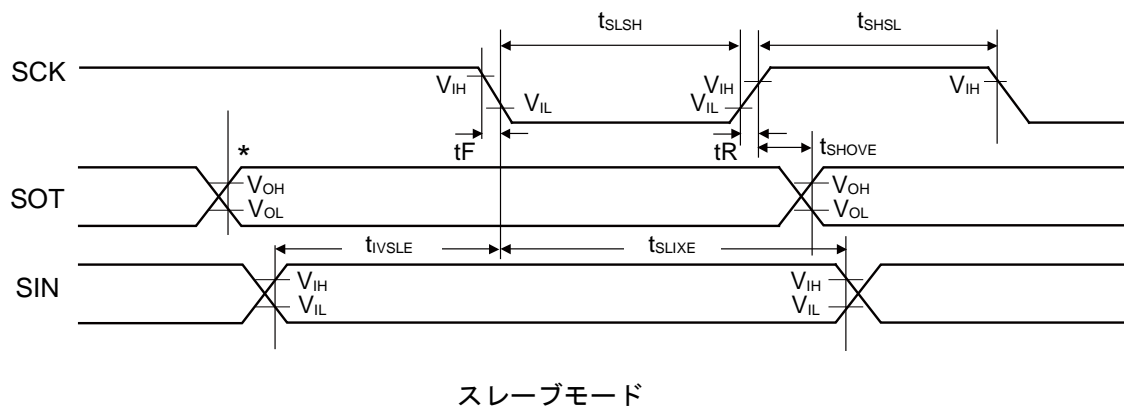 tSLSH
tSHSL
SCK
VIH
VIL
VIH
VIL
VIH
tF
tR
tSHOVE
*
SOT
VOH
VOL
VOH
VOL
tIVSLE
tSLIXE
SIN
VIH
VIL
VIH
VIL
スレーブモード